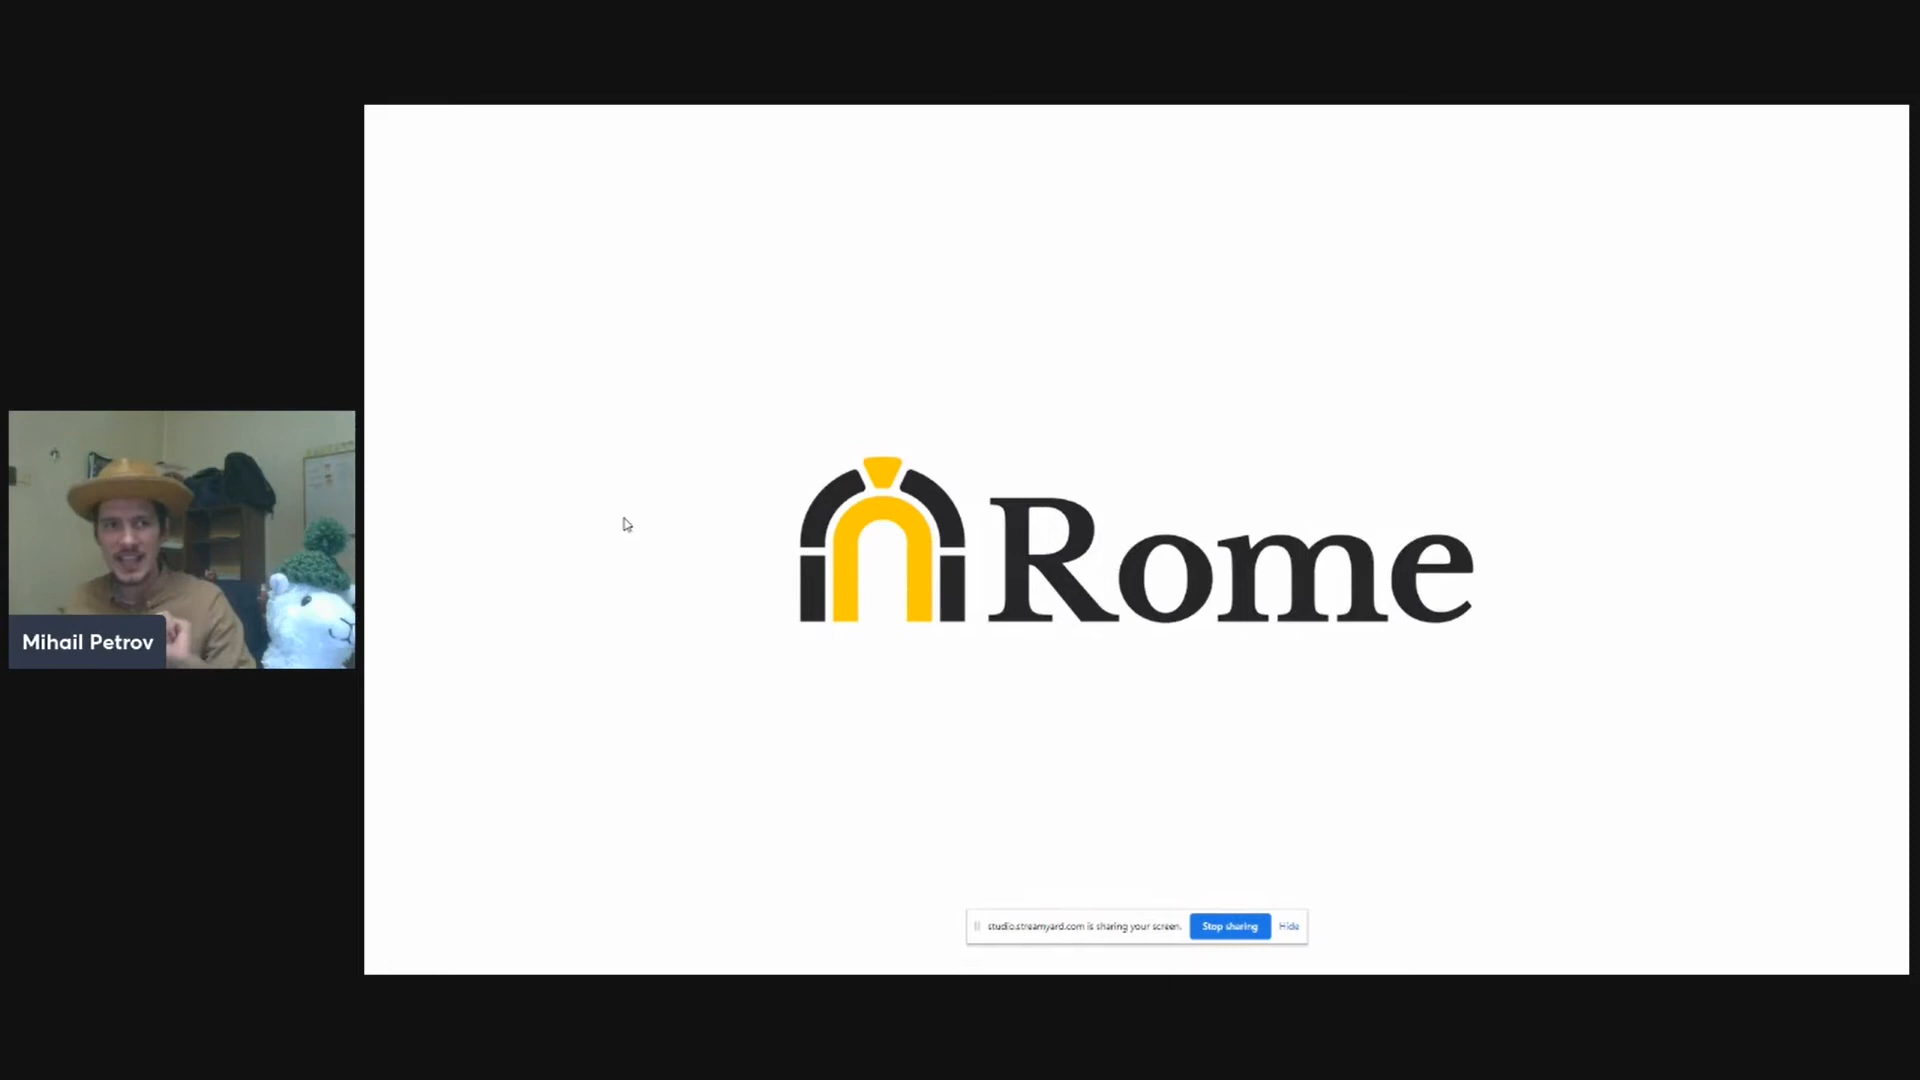 Rome
Mihail Petrov
studio.streamyard.com is sharing your screen. Stop sharing Hide